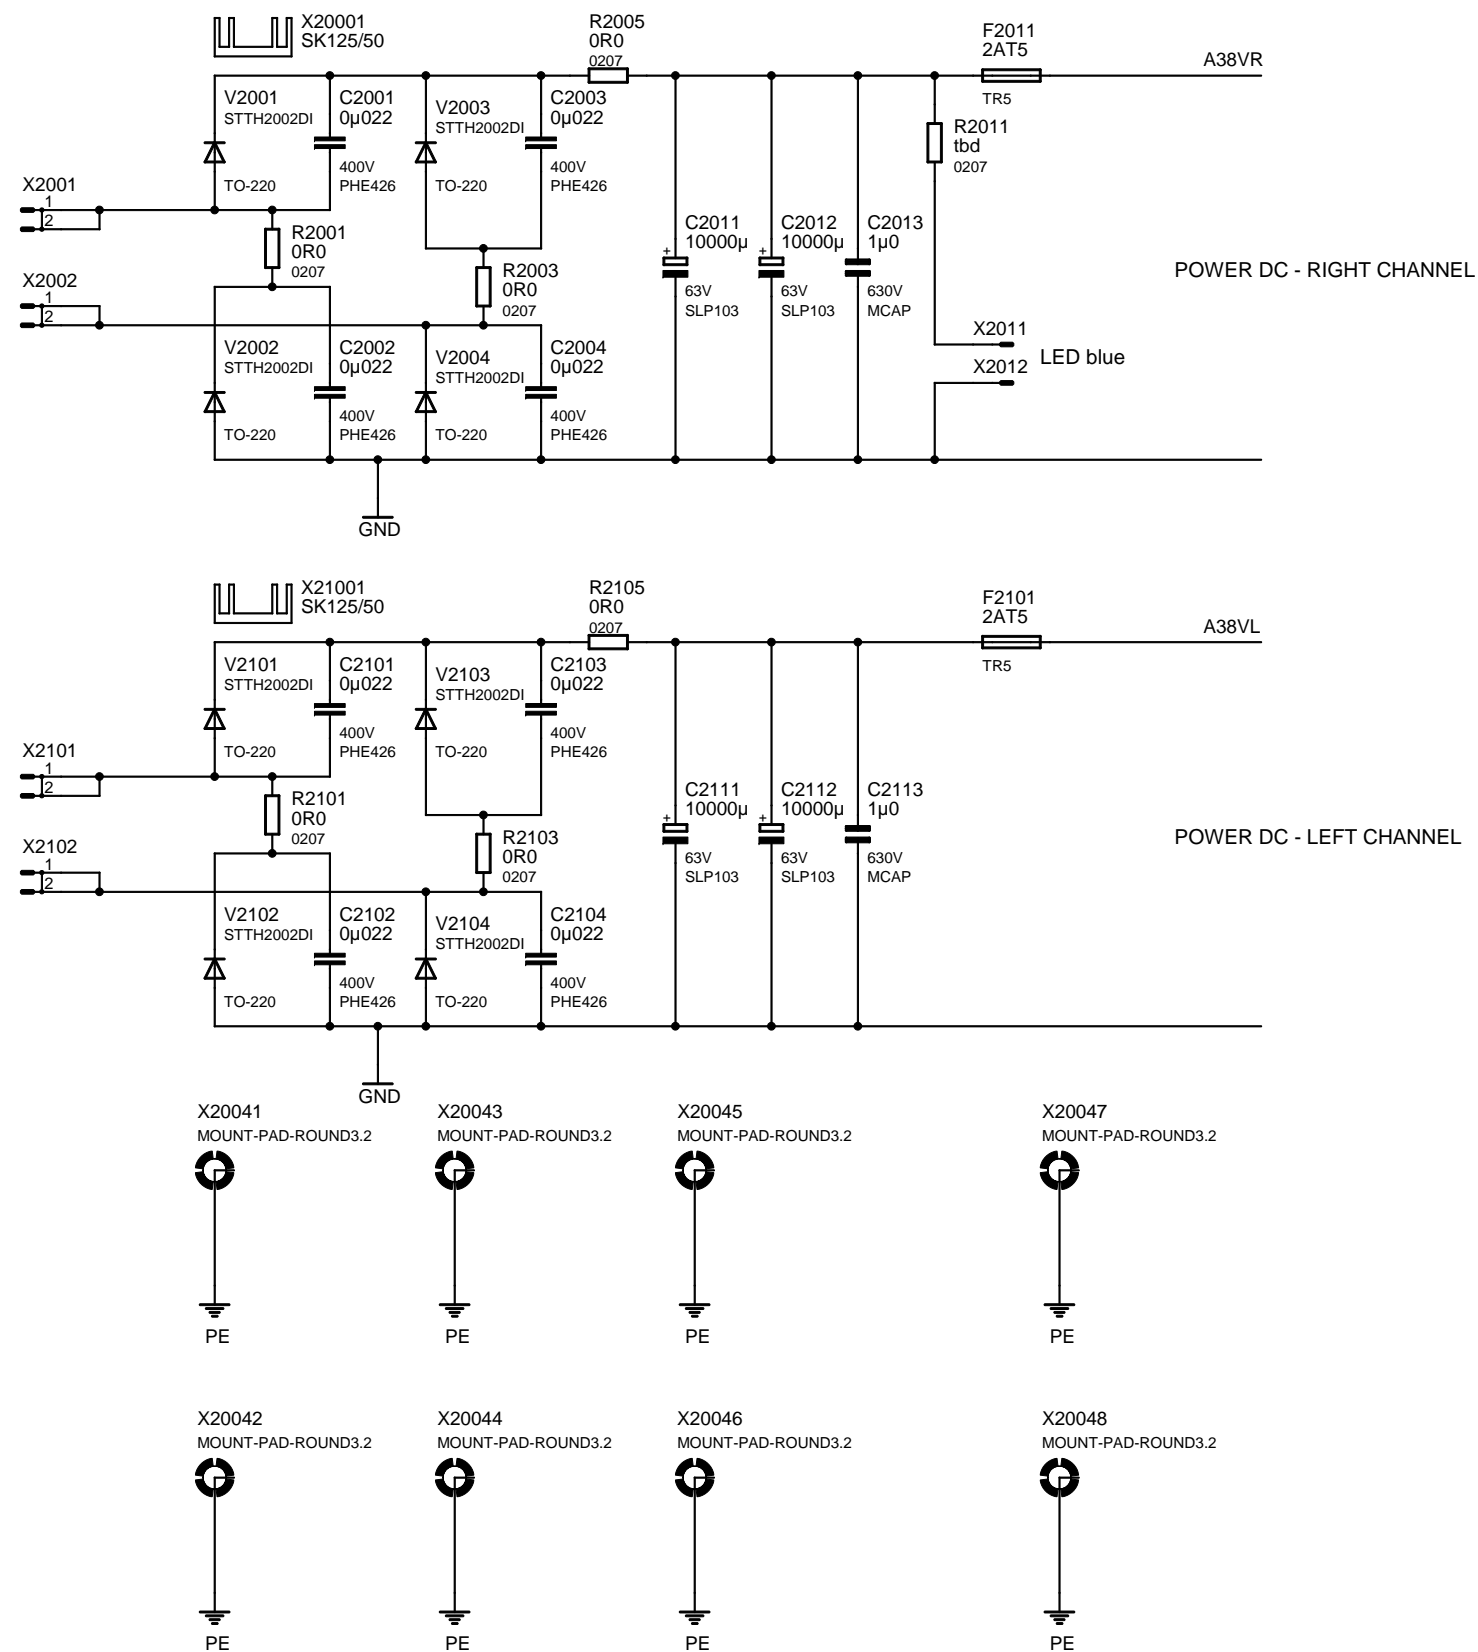 X20001
SK125/50
R2005
0R0
0207
F2011
2AT5
TR5
A38VR
V2001
STTH2002DI
TO-220
C2001
0µ022
400V
PHE426
V2003
STTH2002DI
TO-220
C2003
0µ022
400V
PHE426
R2011
tbd
0207
X2001
1
2
R2001
0R0
0207
R2003
0R0
0207
C2011
10000µ
+
63V
SLP103
C2012
10000µ
+
63V
SLP103
C2013
1µ0
630V
MCAP
POWER DC - RIGHT CHANNEL
X2002
1
2
V2002
STTH2002DI
TO-220
C2002
0µ022
400V
PHE426
V2004
STTH2002DI
TO-220
C2004
0µ022
400V
PHE426
X2011
LED blue
X2012
GND
X21001
SK125/50
R2105
0R0
0207
F2101
2AT5
TR5
A38VL
V2101
STTH2002DI
TO-220
C2101
0µ022
400V
PHE426
V2103
STTH2002DI
TO-220
C2103
0µ022
400V
PHE426
X2101
1
2
R2101
0R0
0207
R2103
0R0
0207
C2111
10000µ
+
63V
SLP103
C2112
10000µ
+
63V
SLP103
C2113
1µ0
630V
MCAP
POWER DC - LEFT CHANNEL
X2102
1
2
V2102
STTH2002DI
TO-220
C2102
0µ022
400V
PHE426
V2104
STTH2002DI
TO-220
C2104
0µ022
400V
PHE426
GND
X20041
MOUNT-PAD-ROUND3.2
PE
X20043
MOUNT-PAD-ROUND3.2
PE
X20045
MOUNT-PAD-ROUND3.2
PE
X20047
MOUNT-PAD-ROUND3.2
PE
X20042
MOUNT-PAD-ROUND3.2
PE
X20044
MOUNT-PAD-ROUND3.2
PE
X20046
MOUNT-PAD-ROUND3.2
PE
X20048
MOUNT-PAD-ROUND3.2
PE